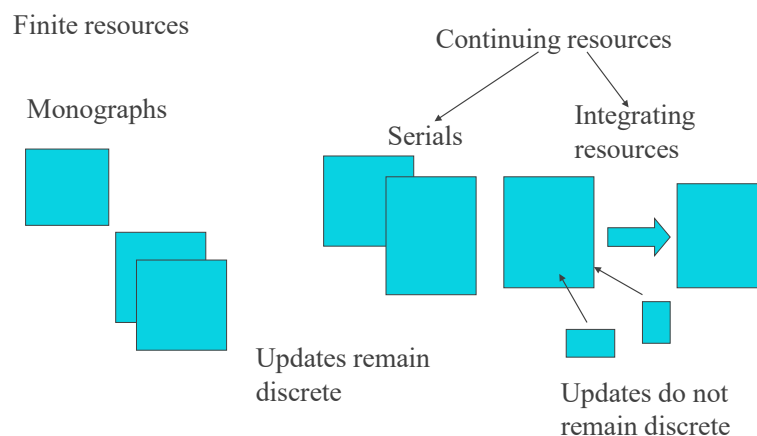 Finite resources
Continuing resources
Monographs
Serials
Integrating
resources
Updates remain
discrete
Updates do not
remain discrete